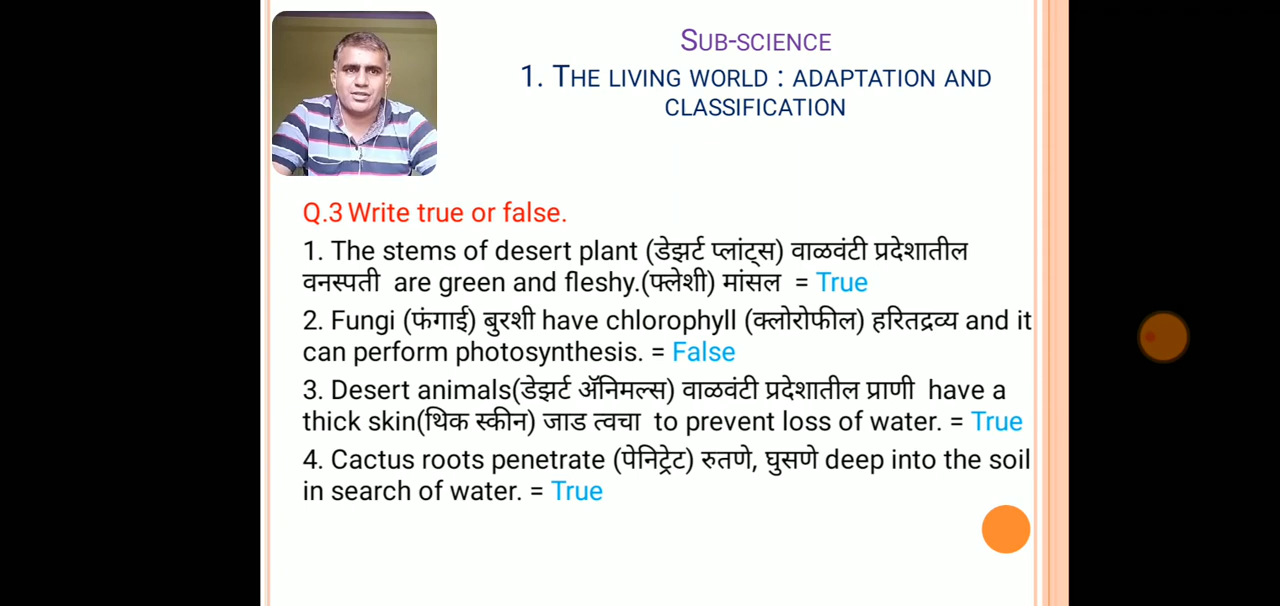 SUB-SCIENCE
1. THE LIVING WORLD : ADAPTATION AND
CLASSIFICATION
Q.3 Write true or false.
1. The stems of desert plant (डेझर्ट प्लांट्स) वाळवंटी प्रदेशातील
वनस्पती are green and fleshy.(फ्लेशी) मांसल = True
2. Fungi (फंगाई) बुरशी have chlorophyll (क्लोरोफील) हरितद्रव्य and it
can perform photosynthesis. = False
3. Desert animals(डेझर्ट ॲनिमल्स) वाळवंटी प्रदेशातील प्राणी have a
thick skin(थिक स्कीन) जाड त्वचा to prevent loss of water. = True
4. Cactus roots penetrate (पेनिट्रेट) रुतणे, घुसणे deep into the soil
in search of water. = True